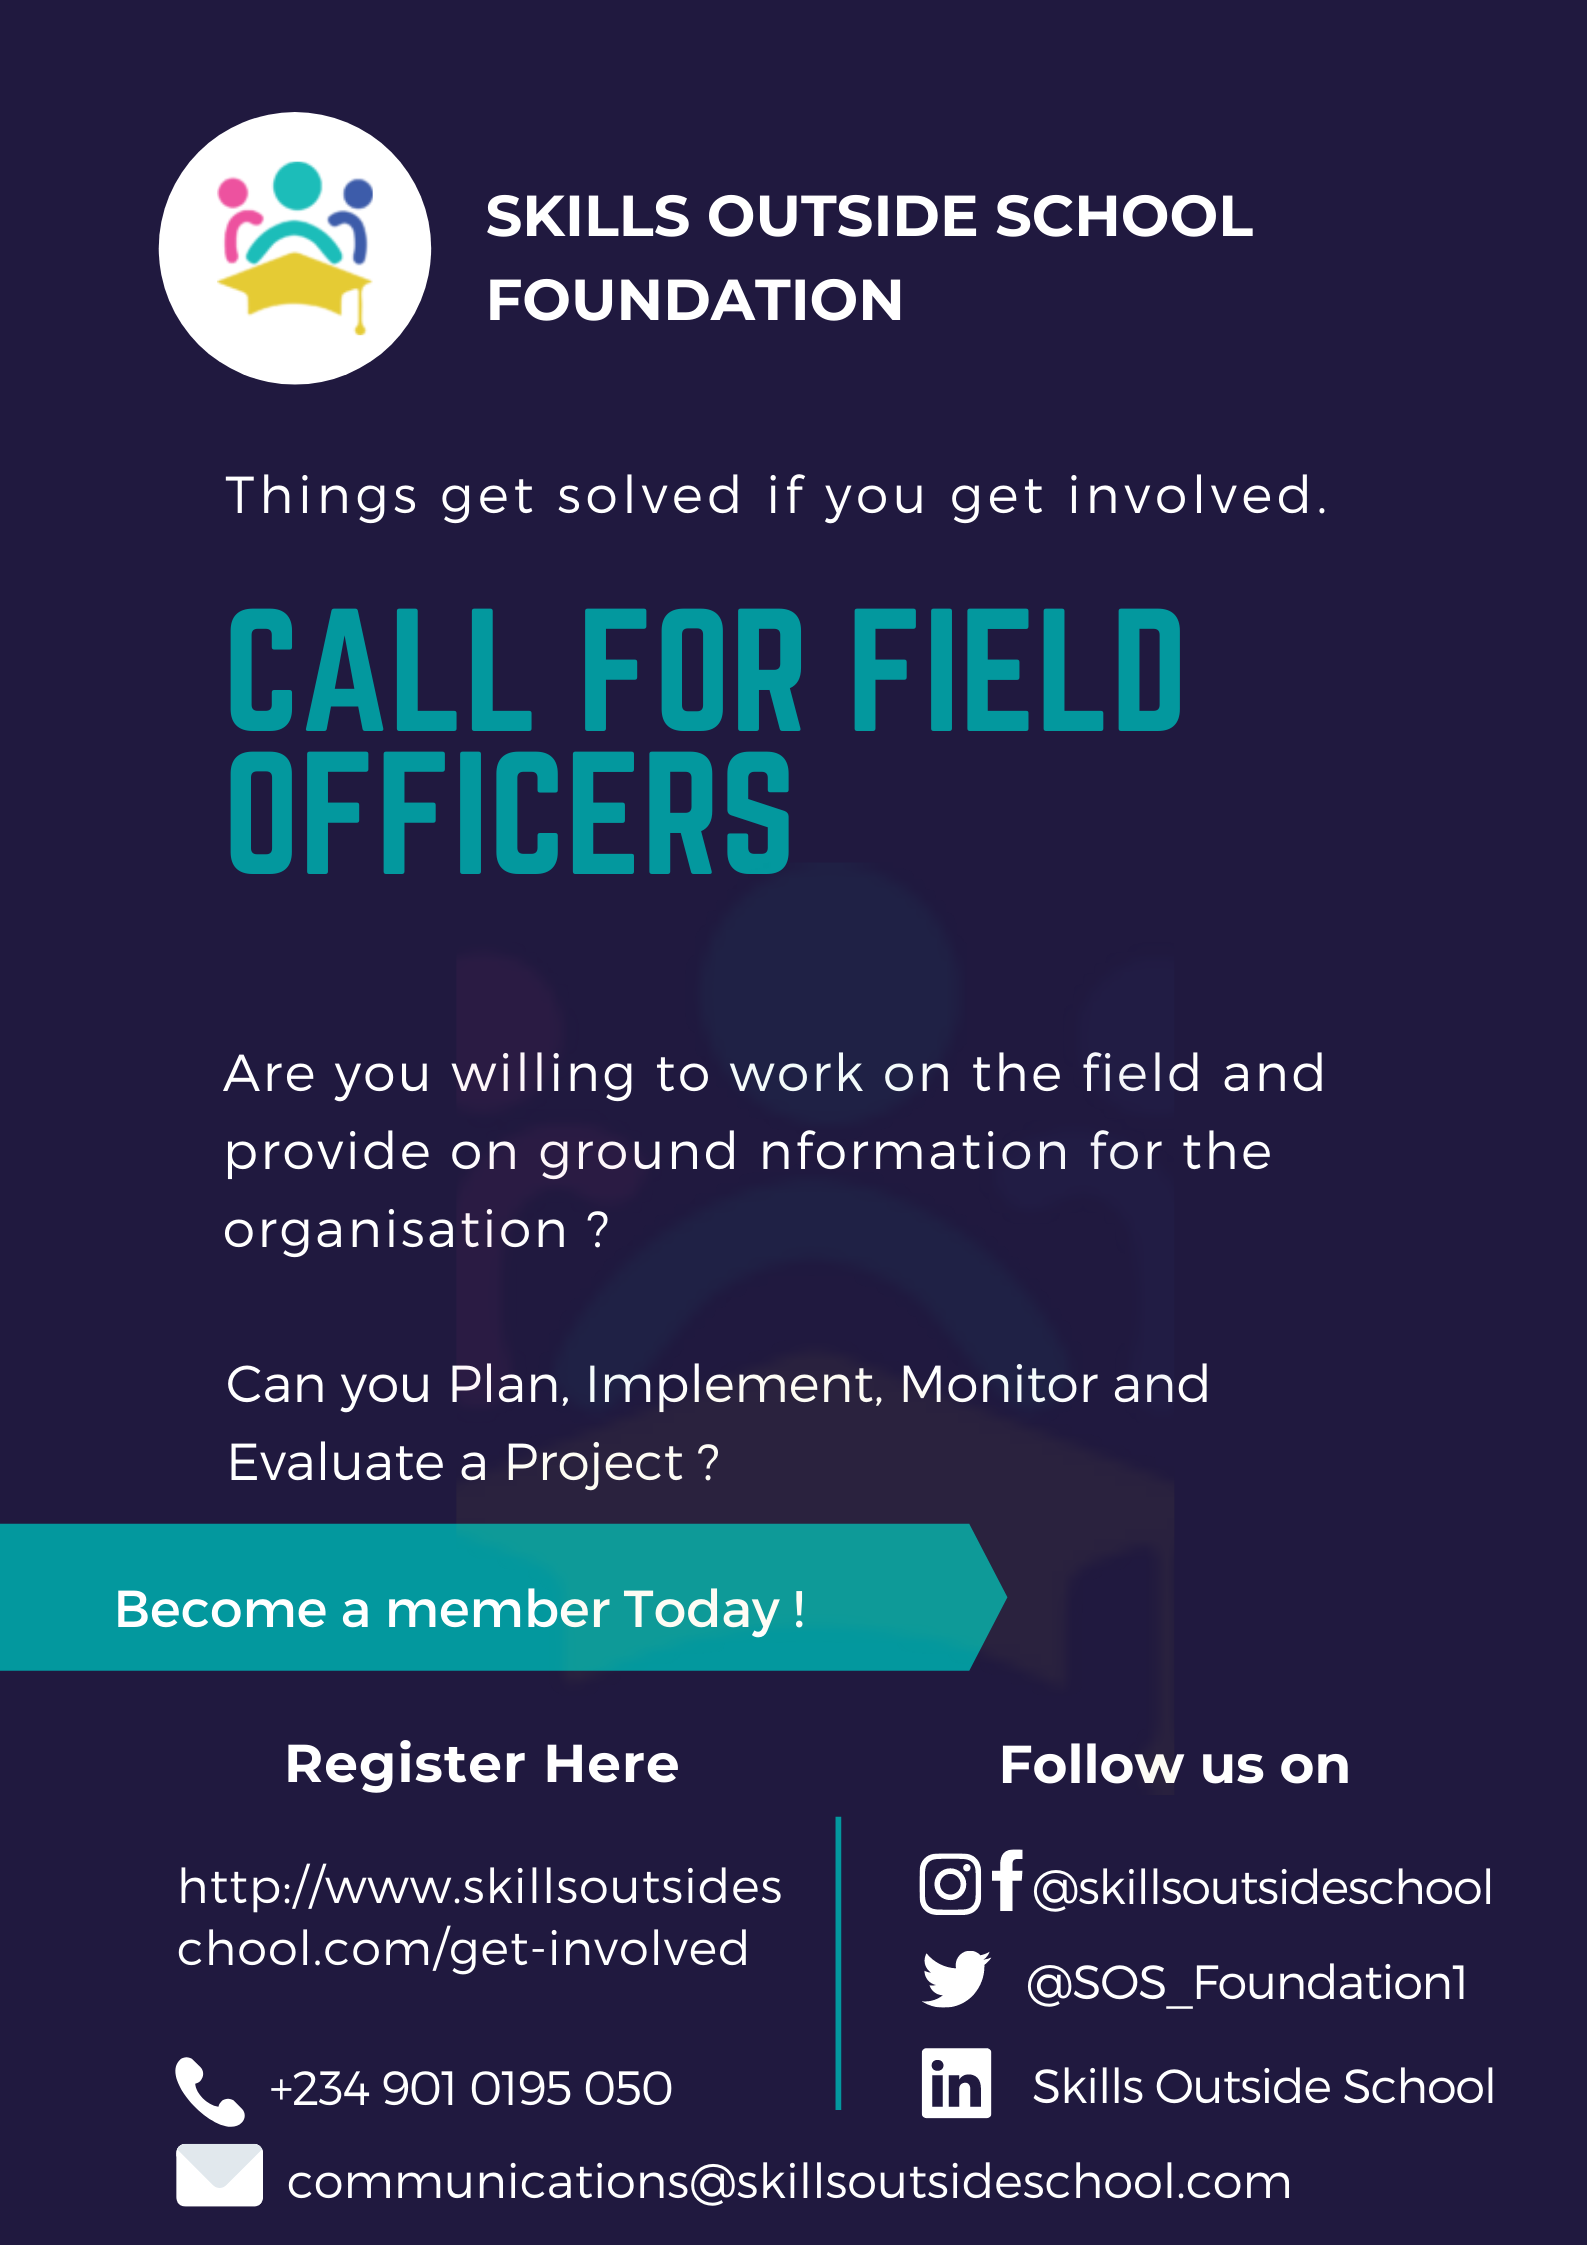 SKILLS OUTSIDE SCHOOL
FOUNDATION
Things get solved if you get involved.
CALL FOR FIELD
OFFICERS
Are you willing to work on the field and
provide on ground nformation for the
organisation ?
Can you Plan, Implement, Monitor and
Evaluate a Project ?
Become a member Today !
Register Here
http://www.skillsoutsides
chool.com/get-involved
+234 901 0195 050
communications@skillsoutsideschool.com
Follow us on
@skillsoutsideschool
@SOS_Foundation1
in Skills Outside School